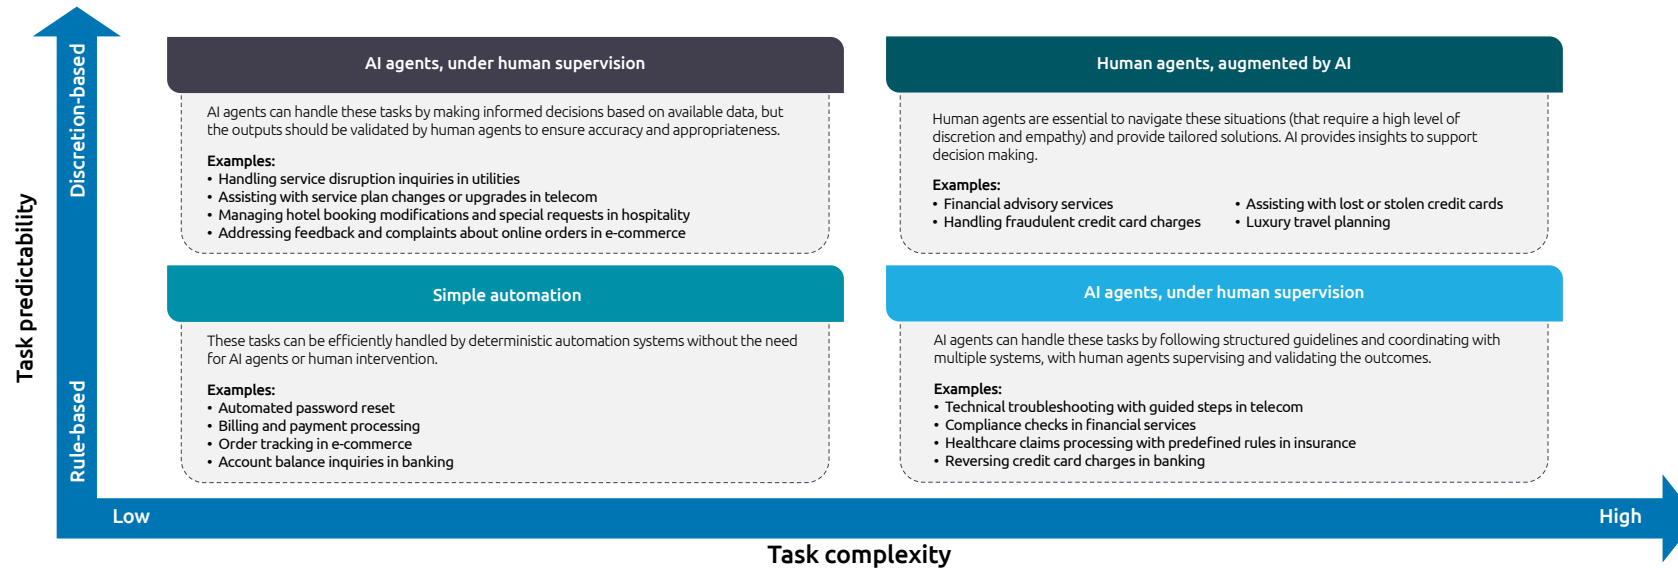 Task predictability
Discretion-based
Rule-based
AI agents, under human supervision
AI agents can handle these tasks by making informed decisions based on available data, but
the outputs should be validated by human agents to ensure accuracy and appropriateness.
Examples:
• Handling service disruption inquiries in utilities
• Assisting with service plan changes or upgrades in telecom
• Managing hotel booking modifications and special requests in hospitality
• Addressing feedback and complaints about online orders in e-commerce
Human agents, augmented by AI
Human agents are essential to navigate these situations (that require a high level of
discretion and empathy) and provide tailored solutions. AI provides insights to support
decision making.
Examples:
• Financial advisory services
• Handling fraudulent credit card charges
• Assisting with lost or stolen credit cards
• Luxury travel planning
Simple automation
These tasks can be efficiently handled by deterministic automation systems without the need
for AI agents or human intervention.
Examples:
• Automated password reset
• Billing and payment processing
• Order tracking in e-commerce
• Account balance inquiries in banking
AI agents, under human supervision
AI agents can handle these tasks by following structured guidelines and coordinating with
multiple systems, with human agents supervising and validating the outcomes.
Examples:
• Technical troubleshooting with guided steps in telecom
• Compliance checks in financial services
• Healthcare claims processing with predefined rules in insurance
• Reversing credit card charges in banking
Low
High
Task complexity